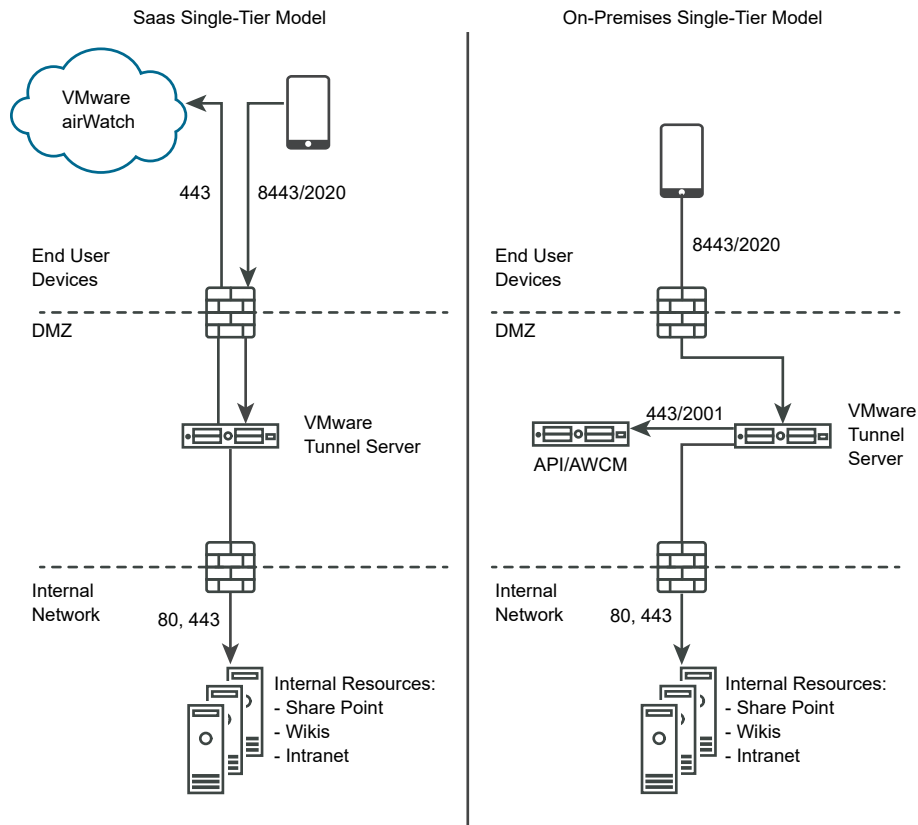 Saas Single-Tier Model
VMware
airWatch
443
8443/2020
End User
Devices
DMZ
VMware
Tunnel Server
Internal
Network
80, 443
Internal Resources:
- Share Point
- Wikis
- Intranet
On-Premises Single-Tier Model
8443/2020
End User
Devices
DMZ
443/2001
API/AWCM
VMware
Tunnel
Server
Internal
Network
80, 443
Internal Resources:
- Share Point
- Wikis
- Intranet